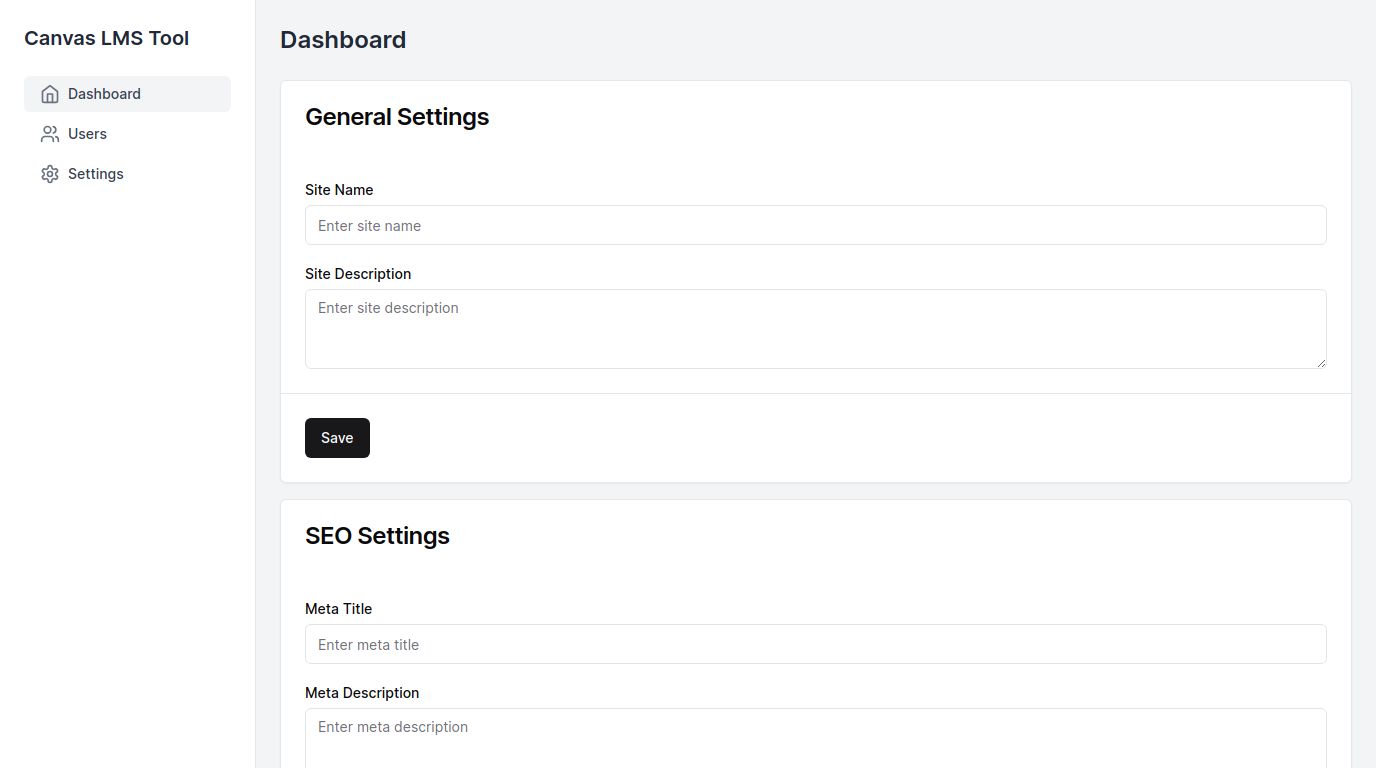 Canvas LMS Tool
Dashboard
Users
Settings
Dashboard
General Settings
Site Name
Enter site name
Site Description
Enter site description
Save
SEO Settings
Meta Title
Enter meta title
Meta Description
Enter meta description